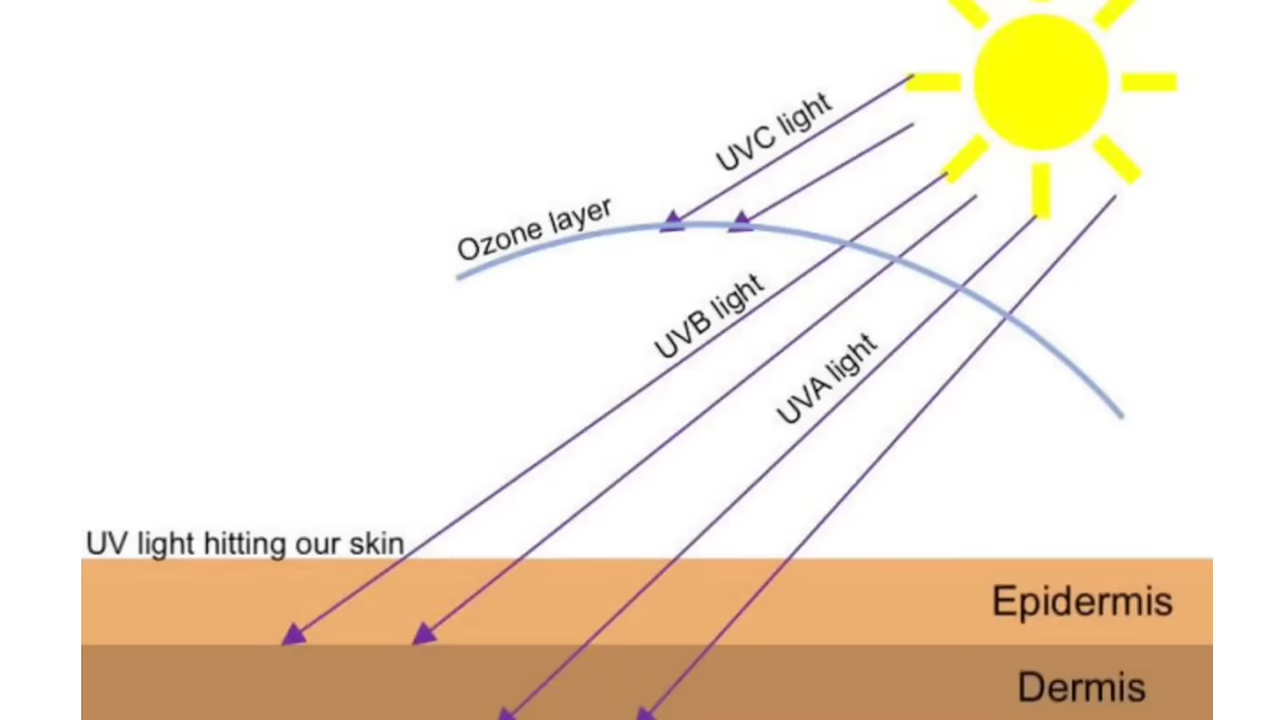 UVC light
Ozone layer
UVB light
UVA light
UV light hitting our skin
Epidermis
Dermis